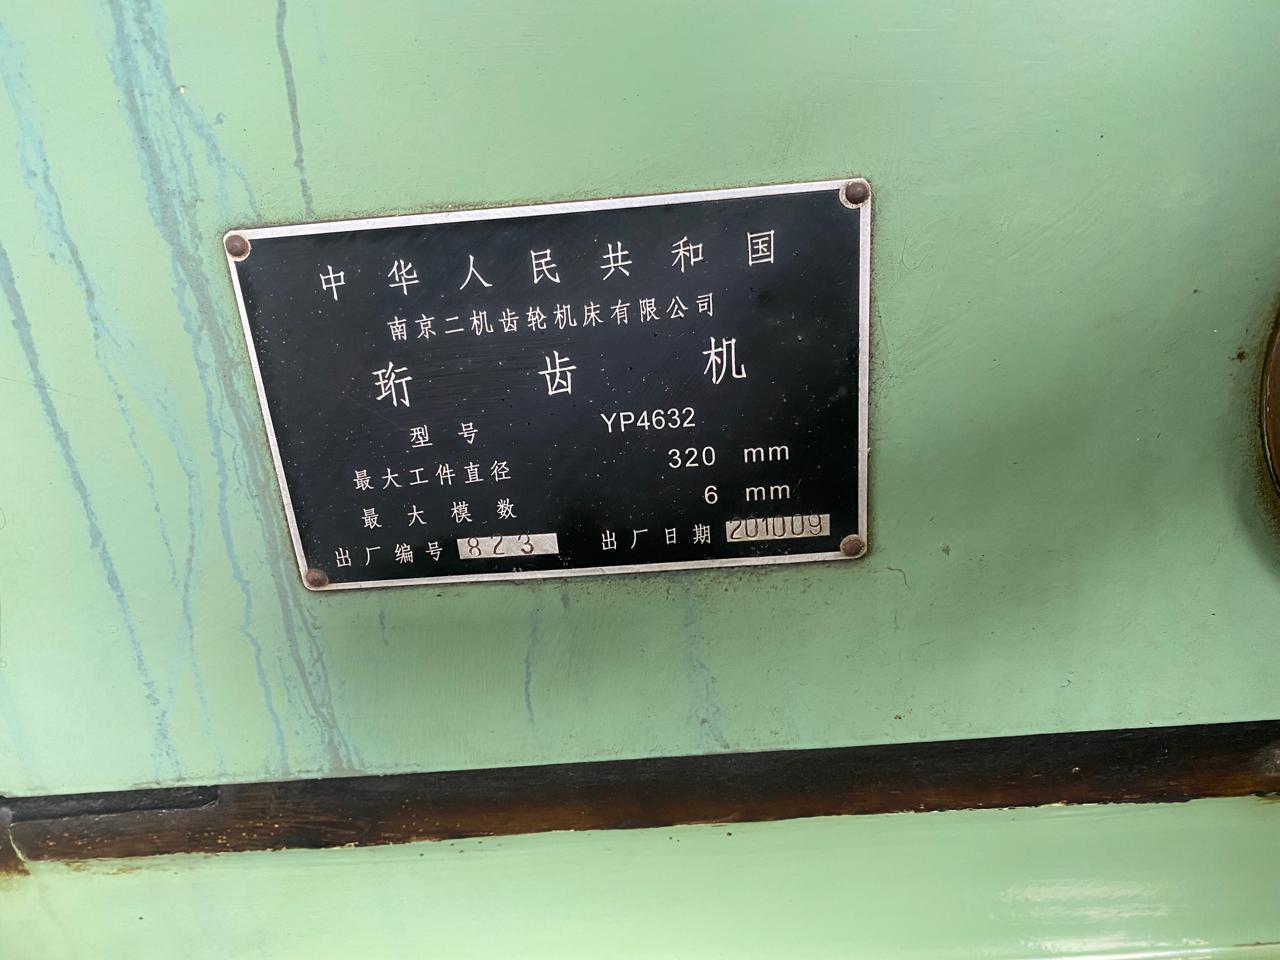 中华人民共和国
南京二机齿轮机床有限公司
珩齿机
型号 YP4632
最大工件直径 320 mm
最大模数 6 mm
出厂编号 823 出厂日期 201009